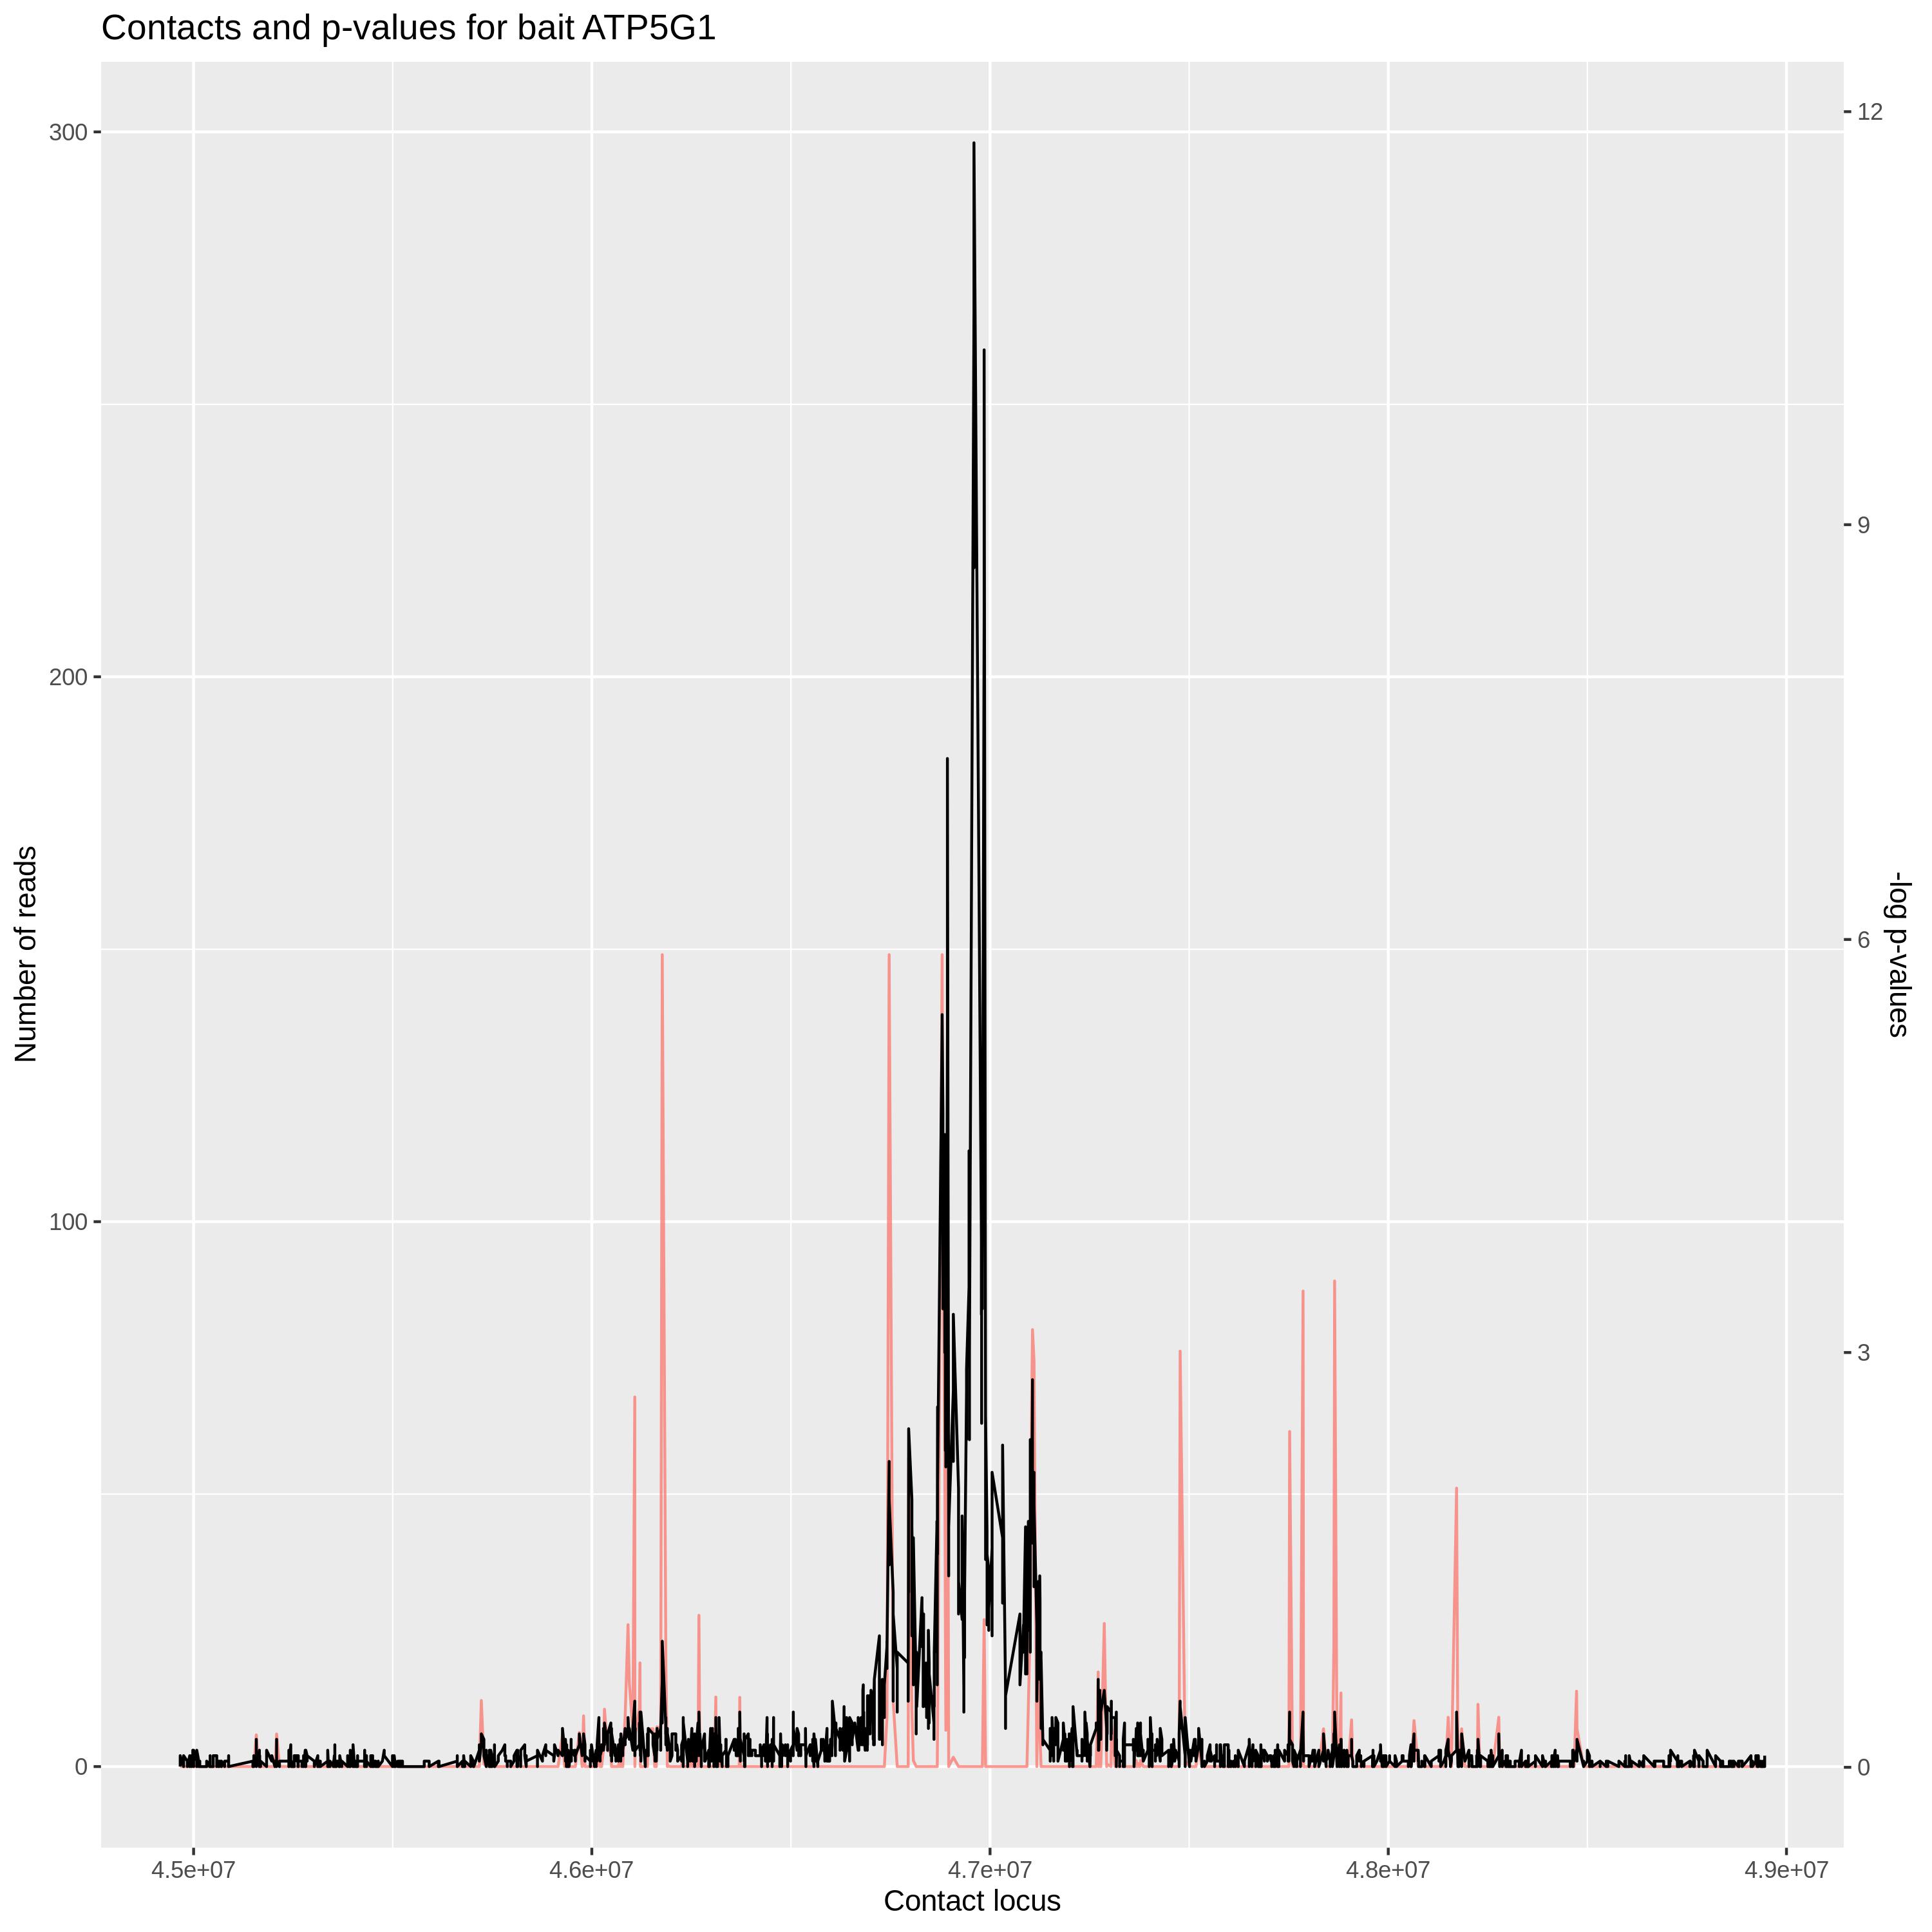 Contacts and p-values for bait ATP5G1
300
200
100
0
Number of reads
12
9
6
3
0
-log p-values
4.5e+07
4.6e+07
4.7e+07
4.8e+07
4.9e+07
Contact locus